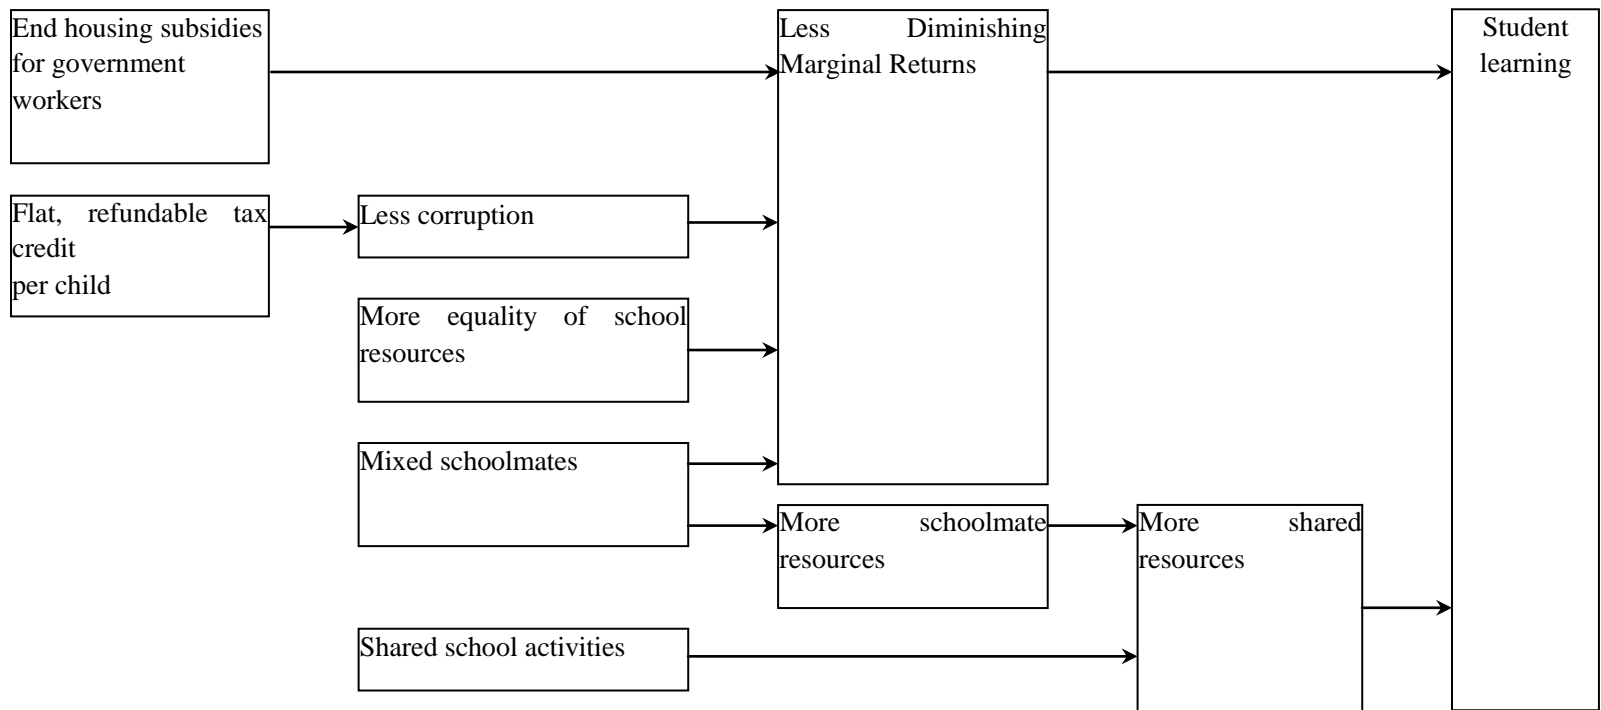 End housing subsidies
for government
workers
Less Diminishing
Marginal Returns
Student
learning
Flat, refundable tax
credit
per child
Less corruption
More equality of school
resources
Mixed schoolmates
More schoolmate
resources
More shared
resources
Shared school activities